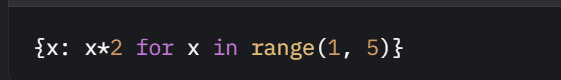 {x: x*2 for x in range(1, 5)}